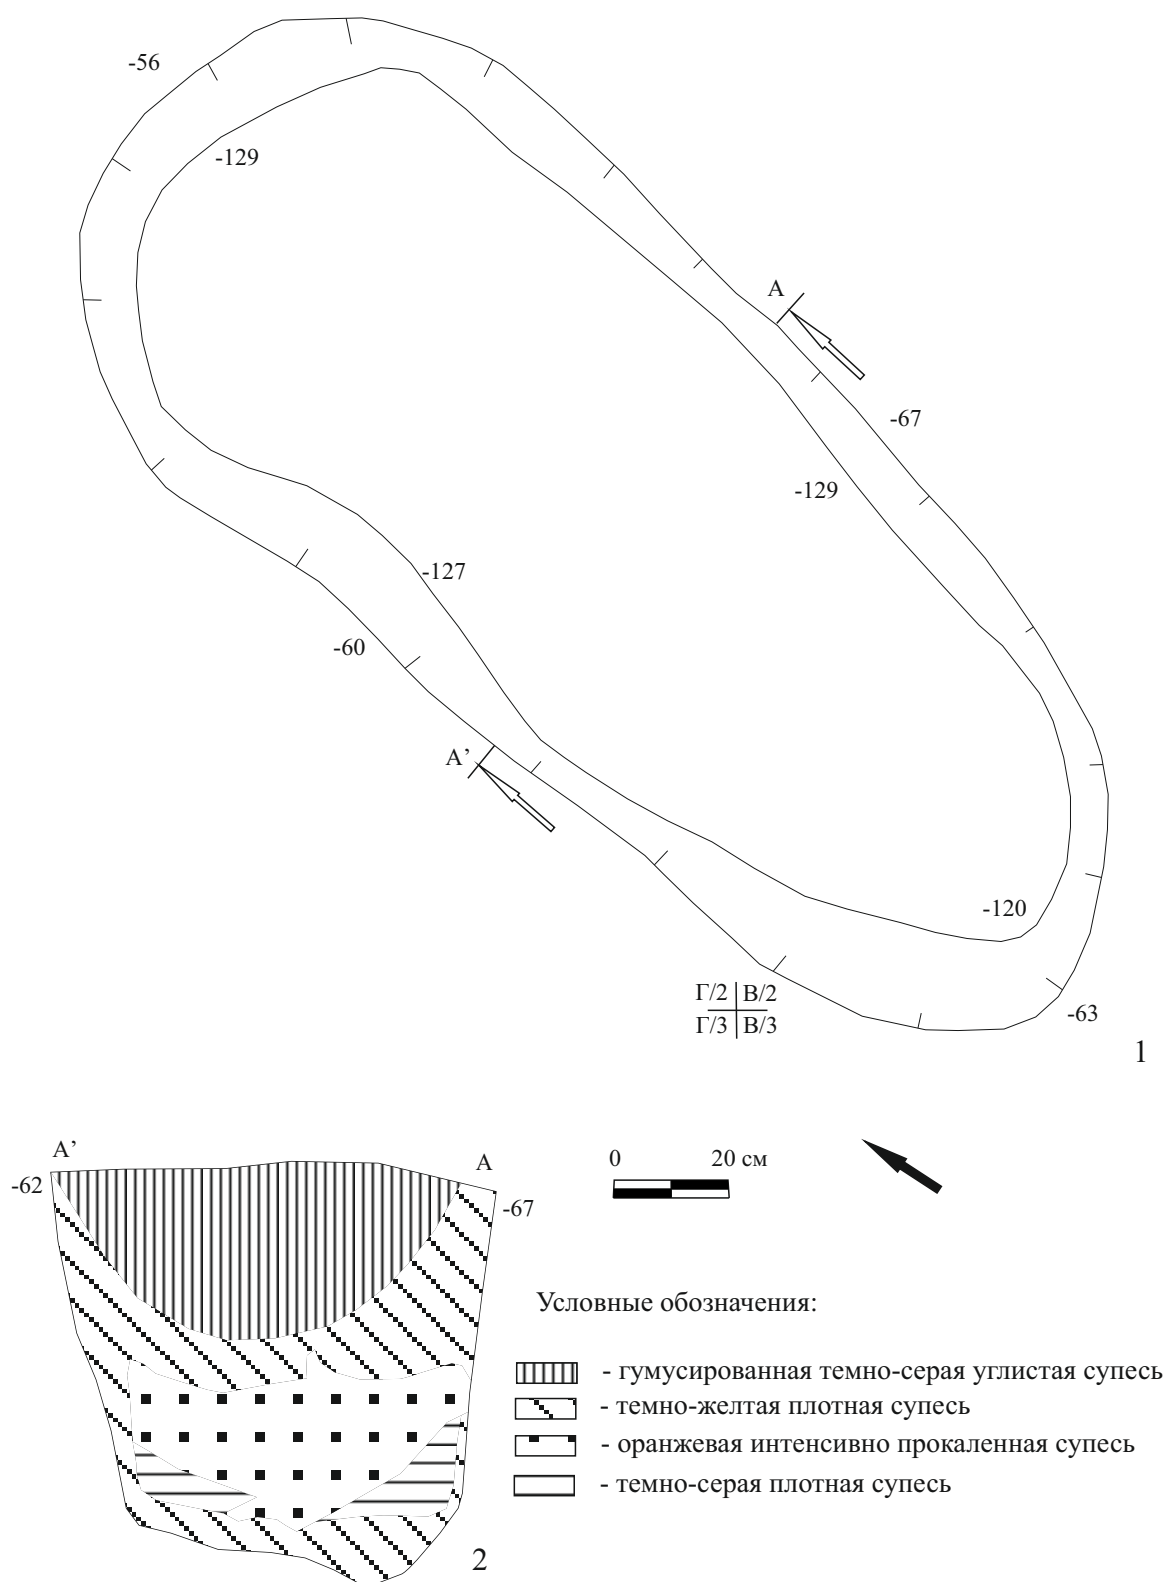 -56
-129
А
-67
-129
-127
-60
А’
-120
Г/2 В/2
Г/3 В/3
-63
1
А’
А
-62
-67
0 20 см
Условные обозначения:
- гумусированная темно-серая углистая супесь
- темно-желтая плотная супесь
- оранжевая интенсивно прокаленная супесь
- темно-серая плотная супесь
2